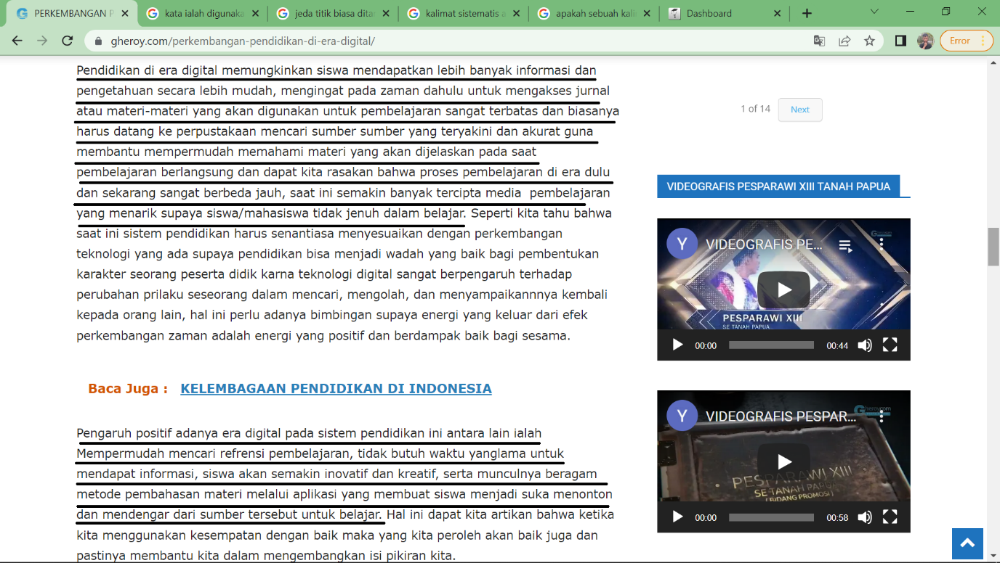 PERKEMBANGAN P
kata ialah digunaka
jeda titik biasa ditan
kalimat sistematis a
apakah sebuah kali
Dashboard
gheroy.com/perkembangan-pendidikan-di-era-digital/
Error
Pendidikan di era digital memungkinkan siswa mendapatkan lebih banyak informasi dan
pengetahuan secara lebih mudah, mengingat pada zaman dahulu untuk mengakses jurnal
atau materi-materi yang akan digunakan untuk pembelajaran sangat terbatas dan biasanya
harus datang ke perpustakaan mencari sumber sumber yang teryakini dan akurat guna
membantu mempermudah memahami materi yang akan dijelaskan pada saat
pembelajaran berlangsung dan dapat kita rasakan bahwa proses pembelajaran di era dulu
dan sekarang sangat berbeda jauh, saat ini semakin banyak tercipta media  pembelajaran
yang menarik supaya siswa/mahasiswa tidak jenuh dalam belajar. Seperti kita tahu bahwa
saat ini sistem pendidikan harus senantiasa menyesuaikan dengan perkembangan
teknologi yang ada supaya pendidikan bisa menjadi wadah yang baik bagi pembentukan
karakter seorang peserta didik karna teknologi digital sangat berpengaruh terhadap
perubahan prilaku seseorang dalam mencari, mengolah, dan menyampaikannnya kembali
kepada orang lain, hal ini perlu adanya bimbingan supaya energi yang keluar dari efek
perkembangan zaman adalah energi yang positif dan berdampak baik bagi sesama.
Baca Juga : KELEMBAGAAN PENDIDIKAN DI INDONESIA
Pengaruh positif adanya era digital pada sistem pendidikan ini antara lain ialah
Mempermudah mencari refrensi pembelajaran, tidak butuh waktu yanglama untuk
mendapat informasi, siswa akan semakin inovatif dan kreatif, serta munculnya beragam
metode pembahasan materi melalui aplikasi yang membuat siswa menjadi suka menonton
dan mendengar dari sumber tersebut untuk belajar. Hal ini dapat kita artikan bahwa ketika
kita menggunakan kesempatan dengan baik maka yang kita peroleh akan baik juga dan
pastinya membantu kita dalam mengembangkan isi pikiran kita.
1 of 14 Next
VIDEOGRAFIS PESPARAWI XIII TANAH PAPUA
Y VIDEOGRAFIS PE...
PESPARAWI XIII
SE TANAH PAPUA
00:00 00:44
Y VIDEOGRAFIS PESPAR...
Gheroy.com
PESPARAWI XIII
SE TANAH PAPUA
( BIDANG PROMOSI )
00:00 00:58